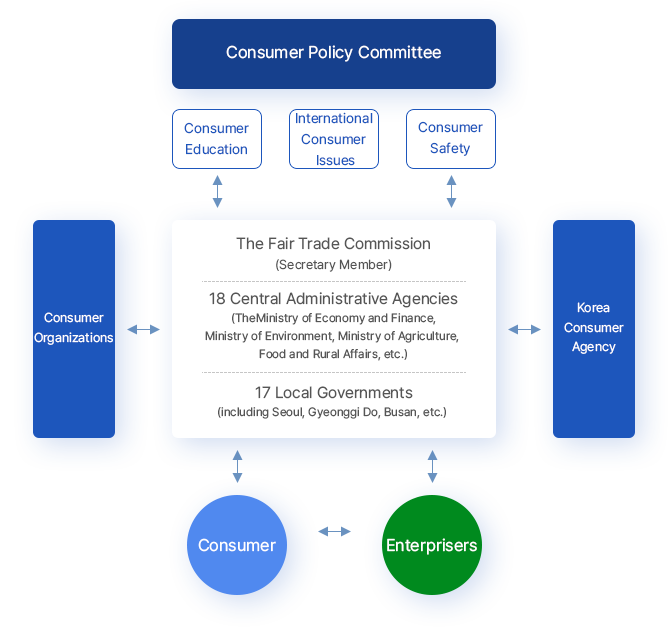 Consumer Policy Committee
Consumer
Education
International
Consumer
Issues
Consumer
Safety
Consumer
Organizations
The Fair Trade Commission
(Secretary Member)
18 Central Administrative Agencies
(TheMinistry of Economy and Finance,
Ministry of Environment, Ministry of Agriculture,
Food and Rural Affairs, etc.)
17 Local Governments
(including Seoul, Gyeonggi Do, Busan, etc.)
Korea
Consumer
Agency
Consumer
Enterprisers